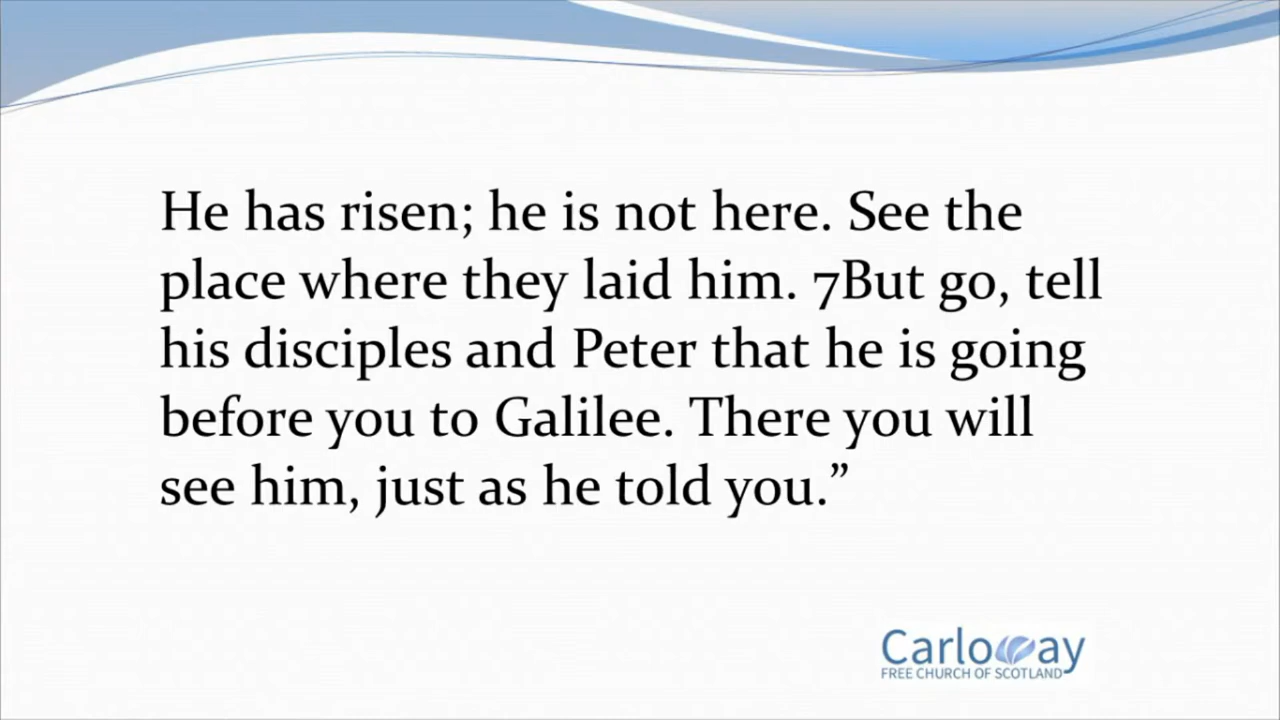 He has risen; he is not here. See the
place where they laid him. 7But go, tell
his disciples and Peter that he is going
before you to Galilee. There you will
see him, just as he told you.”
Carloway
FREE CHURCH OF SCOTLAND